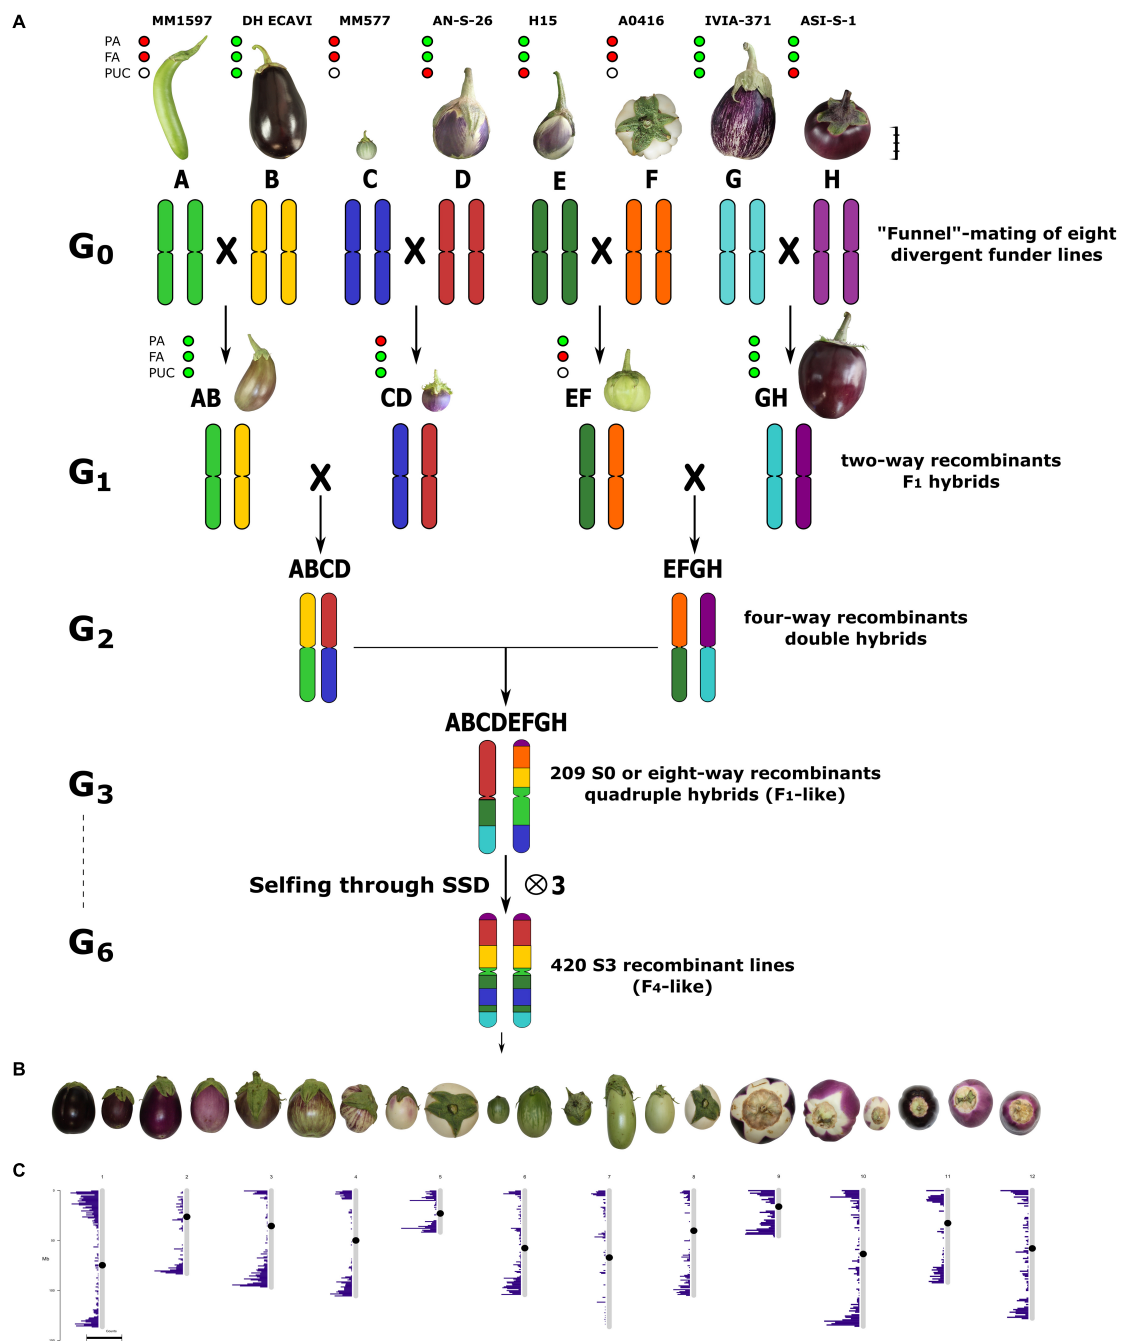 A
MM1597 DH ECAVI MM577 AN-S-26 H15 A0416 IVIA-371 ASI-S-1
PA
FA
PUC
A B C D E F G H
G0 X X X X "Funnel"-mating of eight
divergent funder lines
PA
FA
PUC
AB CD EF GH
G1 X X two-way recombinants
F1 hybrids
ABCD EFGH
G2 four-way recombinants
double hybrids
ABCDEFGH
G3 209 S0 or eight-way recombinants
quadruple hybrids (F1-like)
Selfing through SSD ⊗3
G6 420 S3 recombinant lines
(F4-like)
B
C
1 2 3 4 5 6 7 8 9 10 11 12
Mb
Counts